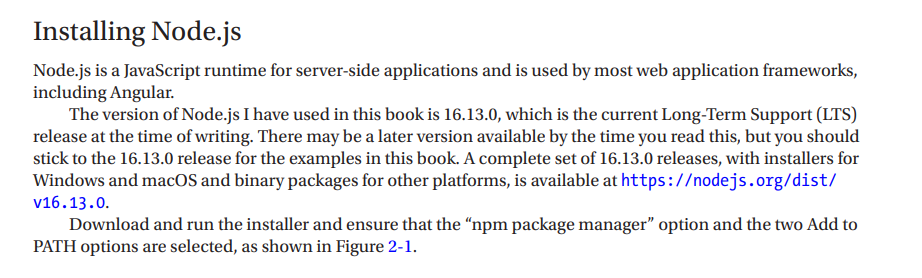 Installing Node.js
Node.js is a JavaScript runtime for server-side applications and is used by most web application frameworks,
including Angular.
The version of Node.js I have used in this book is 16.13.0, which is the current Long-Term Support (LTS)
release at the time of writing. There may be a later version available by the time you read this, but you should
stick to the 16.13.0 release for the examples in this book. A complete set of 16.13.0 releases, with installers for
Windows and macOS and binary packages for other platforms, is available at https://nodejs.org/dist/
v16.13.0.
Download and run the installer and ensure that the “npm package manager” option and the two Add to
PATH options are selected, as shown in Figure 2-1.